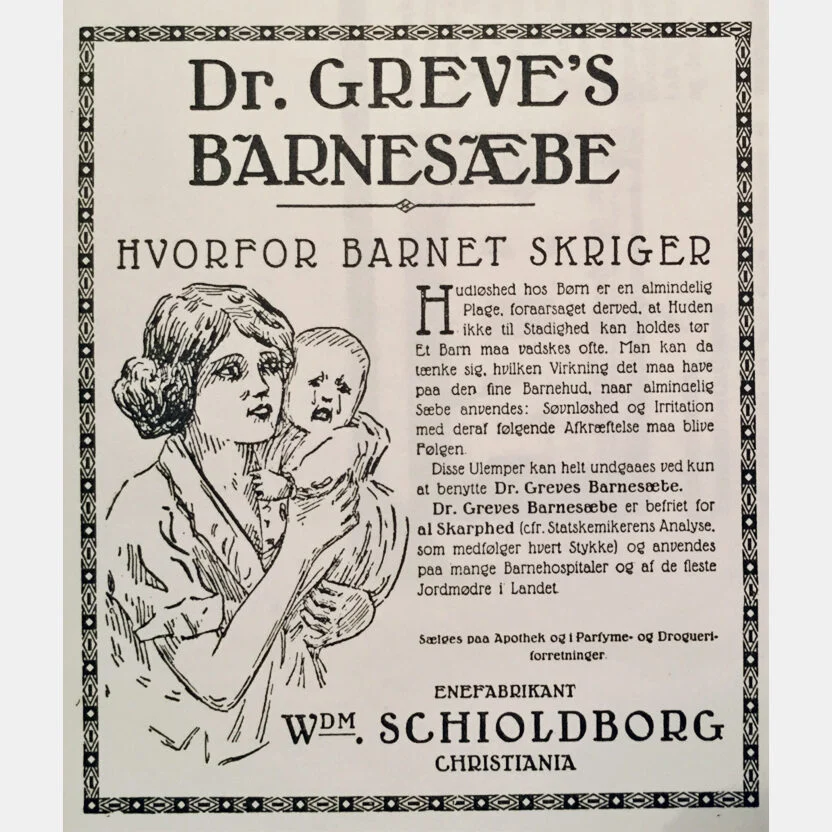 Dr. GREVE'S
BARNESÆBE
HVORFOR BARNET SKRIGER
Hudløshed hos Børn er en almindelig
Plage, foraarsaget derved, at Huden
ikke til Stadighed kan holdes tør
Et Barn maa vadskes ofte. Man kan da
tænke sig, hvilken Virkning det maa have
paa den fine Barnehud, naar almindelig
Sæbe anvendes: Søvnløshed og Irritation
med deraf følgende Afkræftelse maa blive
Følgen.
Disse Ulemper kan helt undgaaes ved kun
at benytte Dr. Greves Barnesæbe.
Dr. Greves Barnesæbe er befriet for
al Skarphed (cfr. Statskemikerens Analyse,
som medfølger hvert Stykke) og anvendes
paa mange Barnehospitaler og af de fleste
Jordmødre i Landet
Sælges paa Apothek og i Parfyme- og Drogueri-
forretninger.
ENEFABRIKANT
WDM. SCHIOLDBORG
CHRISTIANIA